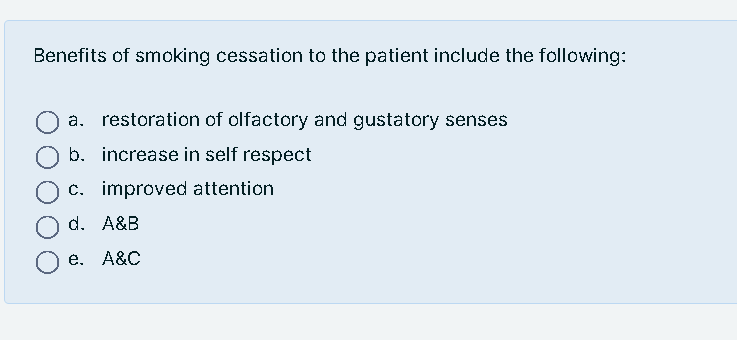 Benefits of smoking cessation to the patient include the following:
a. restoration of olfactory and gustatory senses
b. increase in self respect
c. improved attention
d. A&B
e. A&C